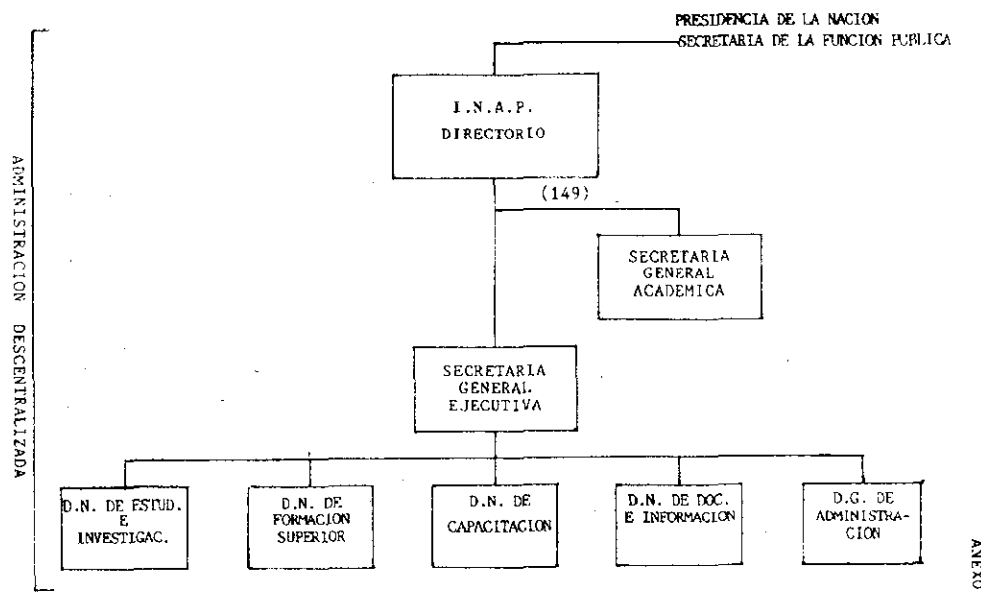 PRESIDENCIA DE LA NACION
SECRETARIA DE LA FUNCION PUBLICA
I.N.A.P.
DIRECTORIO
(149)
SECRETARIA
GENERAL
ACADEMICA
SECRETARIA
GENERAL
EJECUTIVA
D.N. DE ESTUD.
E
INVESTIGAC.
D.N. DE
FORMACION
SUPERIOR
D.N. DE
CAPACITACION
D.N. DE DOC.
E INFORMACION
D.G. DE
ADMINISTRA-
CION
ADMINISTRACION DESCENTRALIZADA
ANEXO